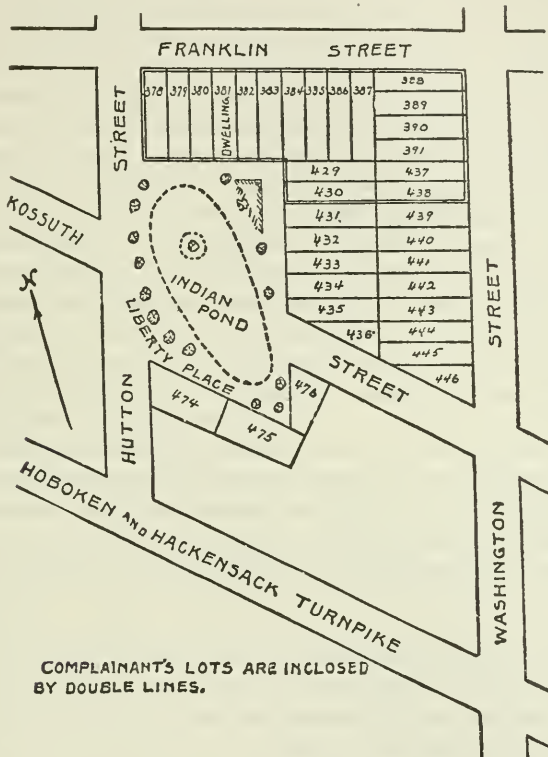 FRANKLIN STREET
378 379 380 381 382 383 384 385 386 387
DWELLING
388
389
390
391
429 437
430 438
431 439
432 440
433 441
434 442
435 443
436 444
445
446
STREET
KOSSUTH
N
INDIAN
POND
LIBERTY PLACE
STREET
476
474
475
HUTTON
STREET
WASHINGTON
HOBOKEN AND HACKENSACK TURNPIKE
COMPLAINANT'S LOTS ARE INCLOSED
BY DOUBLE LINES.